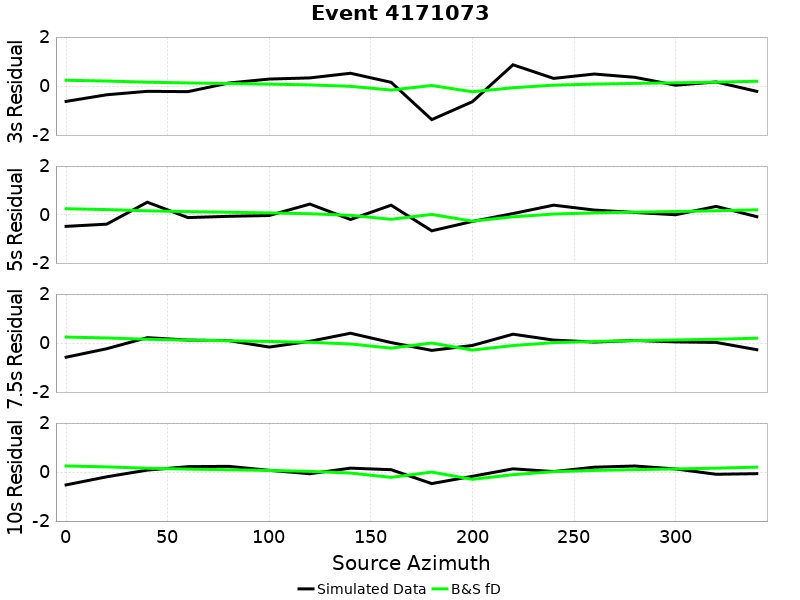 Event 4171073
3s Residual
2
0
-2
5s Residual
2
0
-2
7.5s Residual
2
0
-2
10s Residual
2
0
-2
0 50 100 150 200 250 300
Source Azimuth
Simulated Data B&S fD